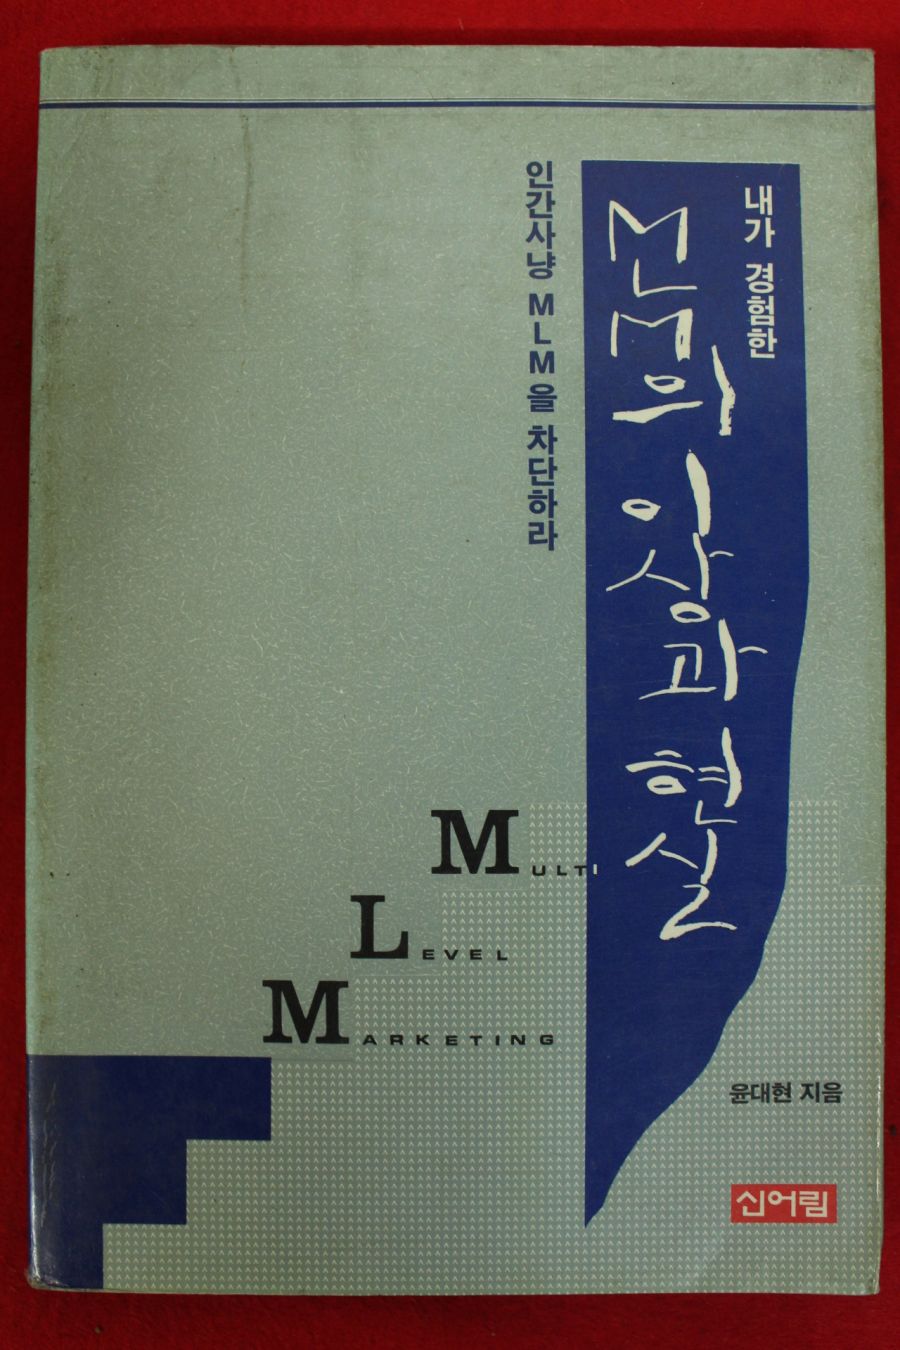 내가 경험한
MLM의 이상과 현실
인간사냥 MLM을 차단하라
MULTI
LEVEL
MARKETING
윤대현 지음
신어림